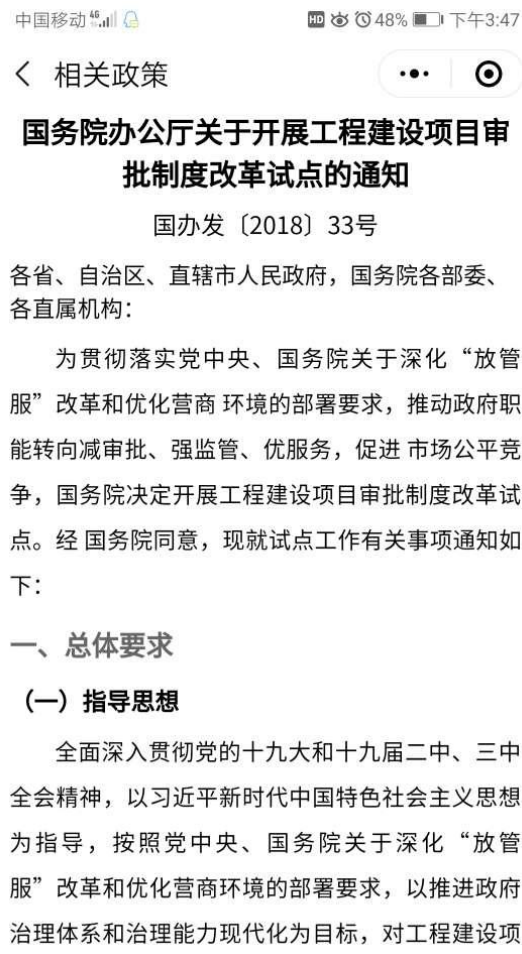 中国移动 4G HD 48% 下午3:47
相关政策
国务院办公厅关于开展工程建设项目审
批制度改革试点的通知
国办发〔2018〕33号
各省、自治区、直辖市人民政府，国务院各部委、
各直属机构：
为贯彻落实党中央、国务院关于深化“放管
服”改革和优化营商 环境的部署要求，推动政府职
能转向减审批、强监管、优服务，促进 市场公平竞
争，国务院决定开展工程建设项目审批制度改革试
点。经 国务院同意，现就试点工作有关事项通知如
下：
一、总体要求
（一）指导思想
全面深入贯彻党的十九大和十九届二中、三中
全会精神，以习近平新时代中国特色社会主义思想
为指导，按照党中央、国务院关于深化“放管
服”改革和优化营商环境的部署要求，以推进政府
治理体系和治理能力现代化为目标，对工程建设项